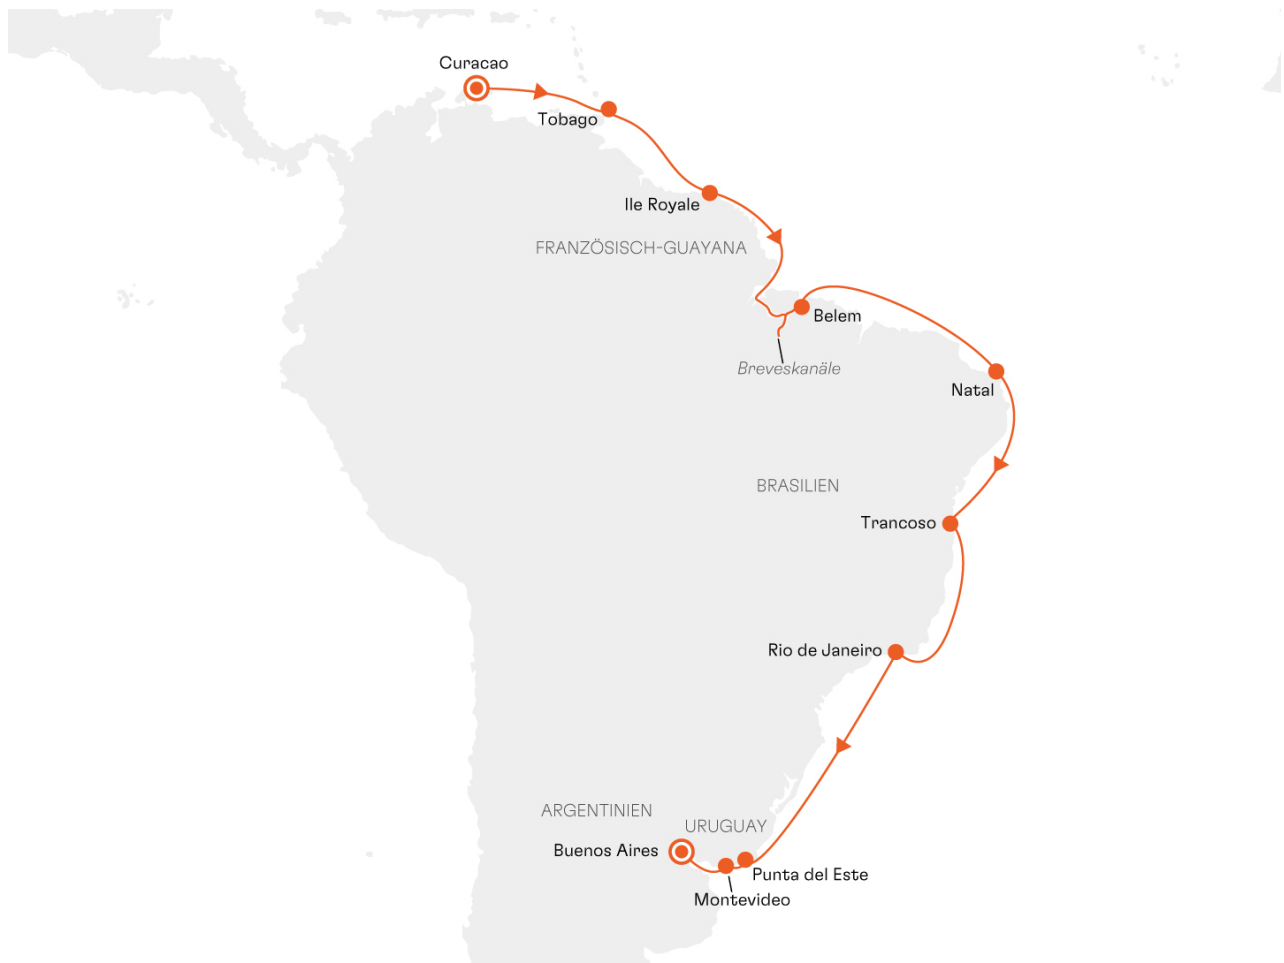 Curacao
Tobago
Ile Royale
FRANZÖSISCH-GUAYANA
Belem
Breveskanäle
Natal
BRASILIEN
Trancoso
Rio de Janeiro
ARGENTINIEN
URUGUAY
Buenos Aires
Punta del Este
Montevideo